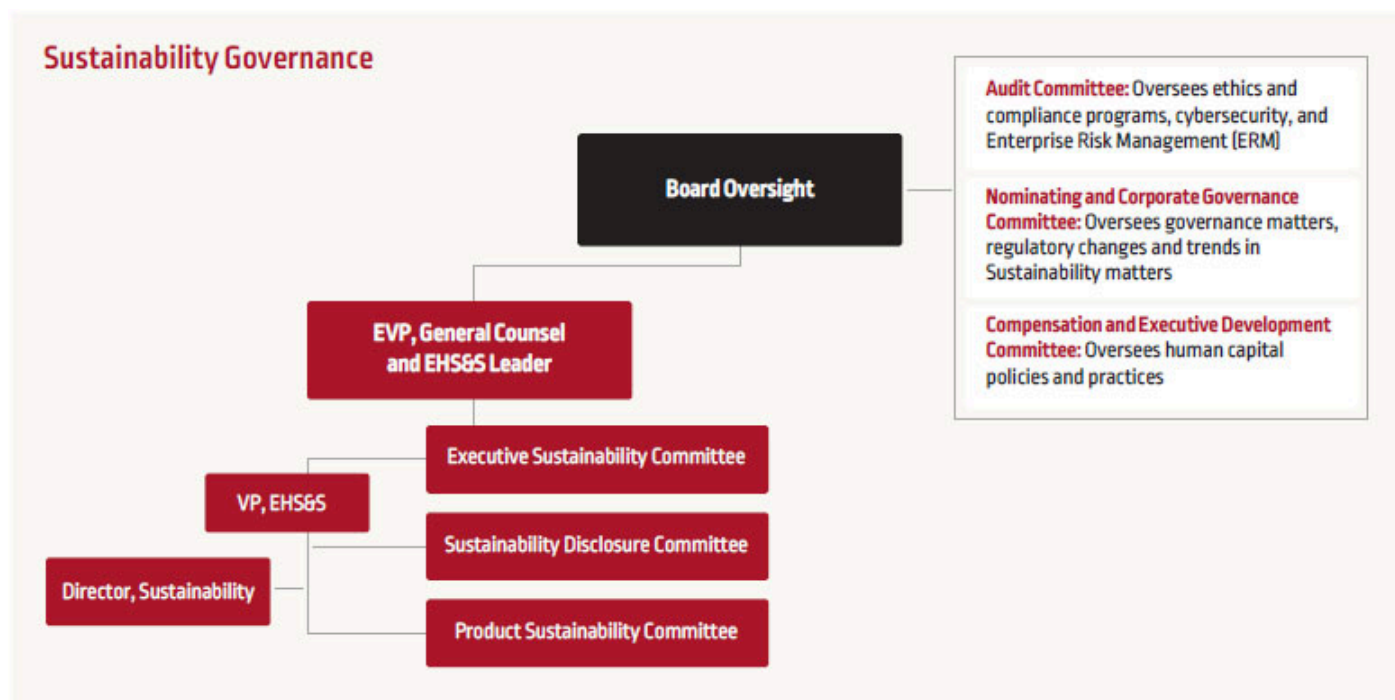 Sustainability Governance
Board Oversight
Audit Committee: Oversees ethics and
compliance programs, cybersecurity, and
Enterprise Risk Management (ERM)
Nominating and Corporate Governance
Committee: Oversees governance matters,
regulatory changes and trends in
Sustainability matters
Compensation and Executive Development
Committee: Oversees human capital
policies and practices
EVP, General Counsel
and EHS&S Leader
Executive Sustainability Committee
VP, EHS&S
Sustainability Disclosure Committee
Director, Sustainability
Product Sustainability Committee